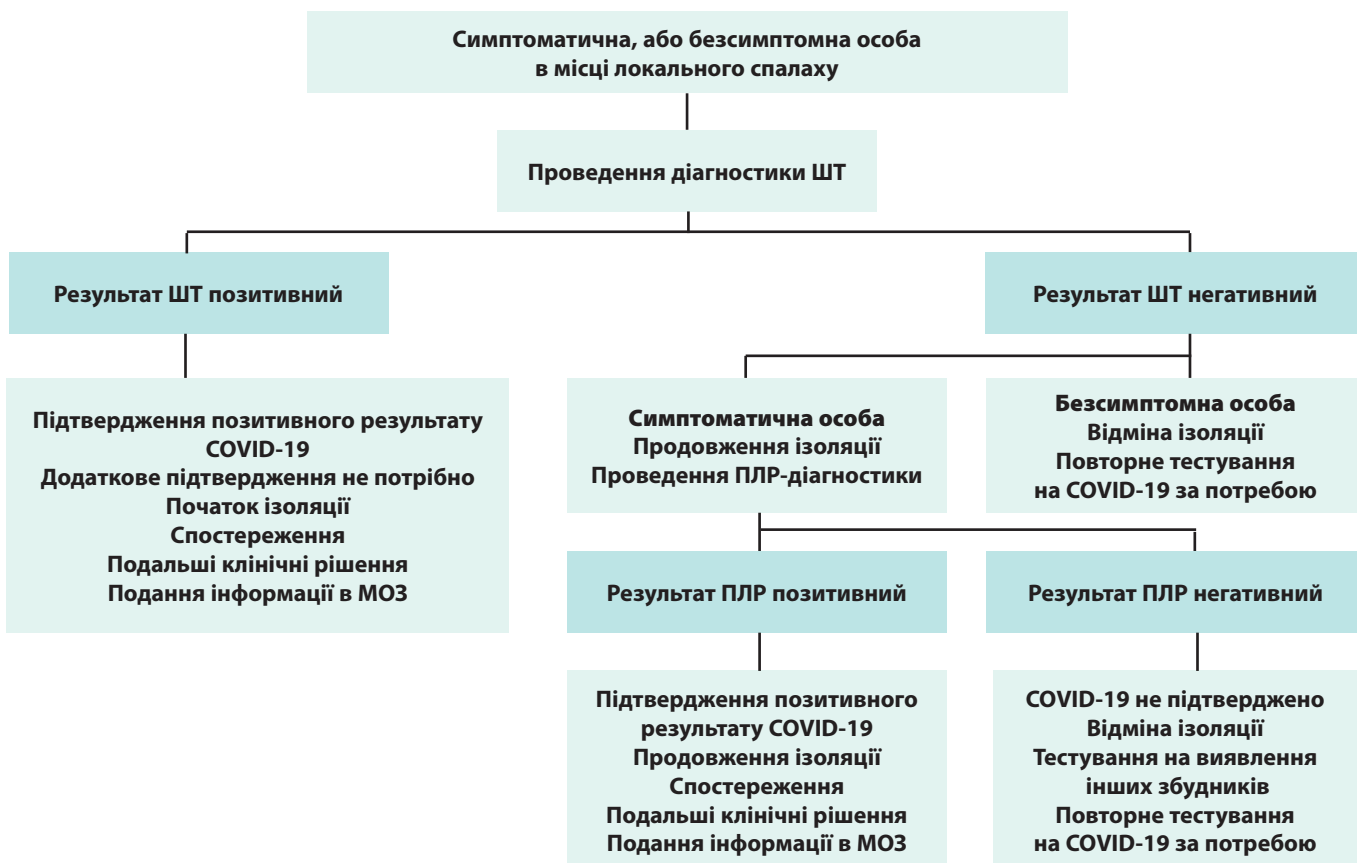 Симптоматична, або безсимптомна особа
в місці локального спалаху
Проведення діагностики ШТ
Результат ШТ позитивний
Результат ШТ негативний
Підтвердження позитивного результату
COVID-19
Додаткове підтвердження не потрібно
Початок ізоляції
Спостереження
Подальші клінічні рішення
Подання інформації в МОЗ
Симптоматична особа
Продовження ізоляції
Проведення ПЛР-діагностики
Безсимптомна особа
Відміна ізоляції
Повторне тестування
на COVID-19 за потребою
Результат ПЛР позитивний
Результат ПЛР негативний
Підтвердження позитивного
результату COVID-19
Продовження ізоляції
Спостереження
Подальші клінічні рішення
Подання інформації в МОЗ
COVID-19 не підтверджено
Відміна ізоляції
Тестування на виявлення
інших збудників
Повторне тестування
на COVID-19 за потребою